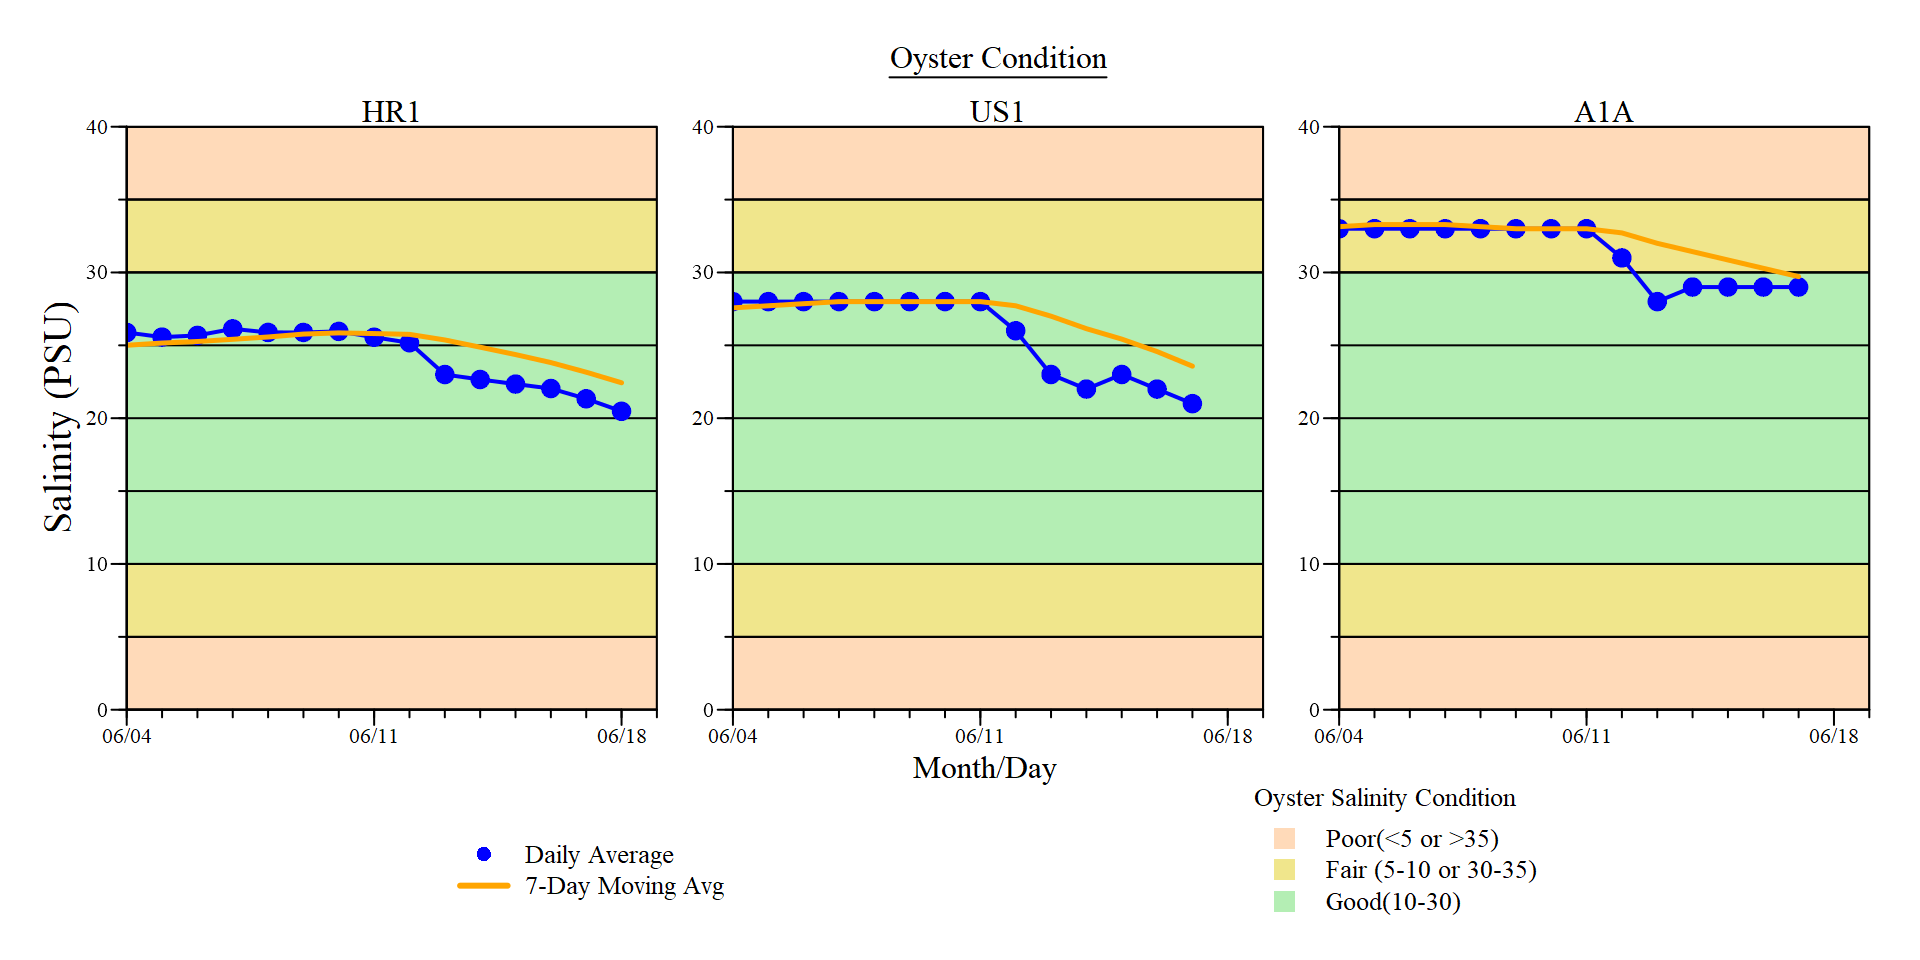 Oyster Condition
HR1
US1
A1A
Salinity (PSU)
40
30
20
10
0
06/04
06/11
06/18
40
30
20
10
0
06/04
06/11
06/18
40
30
20
10
0
06/04
06/11
06/18
Month/Day
Daily Average
7-Day Moving Avg
Oyster Salinity Condition
Poor(<5 or >35)
Fair (5-10 or 30-35)
Good(10-30)